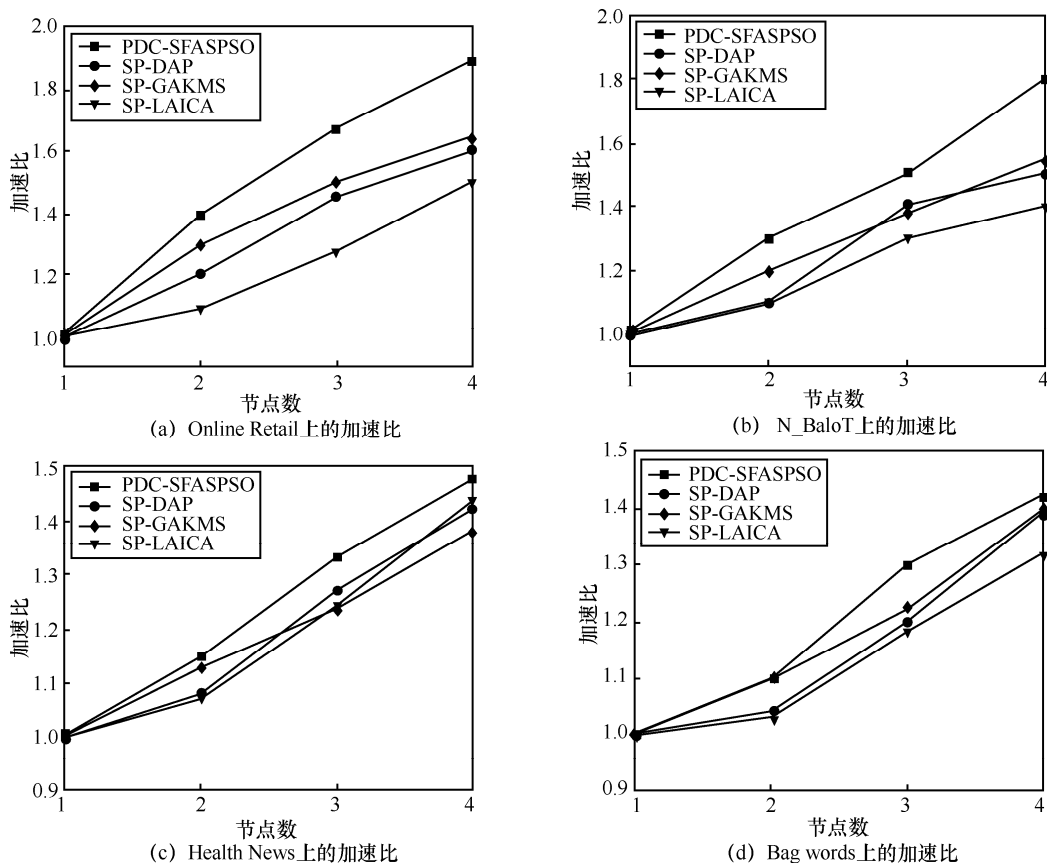 2.0
1.8
1.6
1.4
1.2
1.0
加速比
PDC-SFASPSO
SP-DAP
SP-GAKMS
SP-LAICA
1 2 3 4
节点数
(a) Online Retail上的加速比
2.0
1.8
1.6
1.4
1.2
1.0
加速比
PDC-SFASPSO
SP-DAP
SP-GAKMS
SP-LAICA
1 2 3 4
节点数
(b) N_BaloT上的加速比
1.5
1.4
1.3
1.2
1.1
1.0
0.9
加速比
PDC-SFASPSO
SP-DAP
SP-GAKMS
SP-LAICA
1 2 3 4
节点数
(c) Health News上的加速比
1.5
1.4
1.3
1.2
1.1
1.0
0.9
加速比
PDC-SFASPSO
SP-DAP
SP-GAKMS
SP-LAICA
1 2 3 4
节点数
(d) Bag words上的加速比